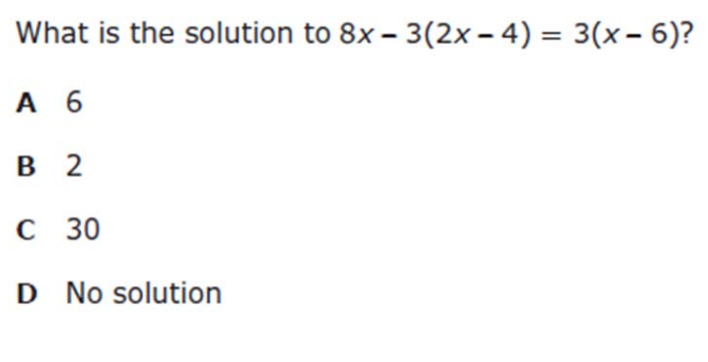 What is the solution to 8x – 3(2x – 4) = 3(x – 6)?
A 6
B 2
C 30
D No solution